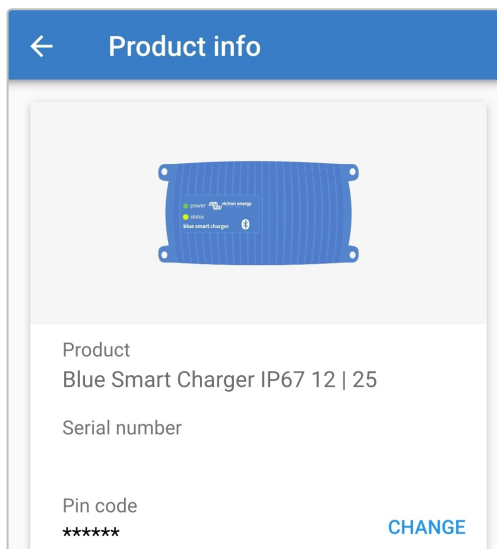 Product info
power victron energy
status
blue smart charger
Product
Blue Smart Charger IP67 12 | 25
Serial number
Pin code
******
CHANGE